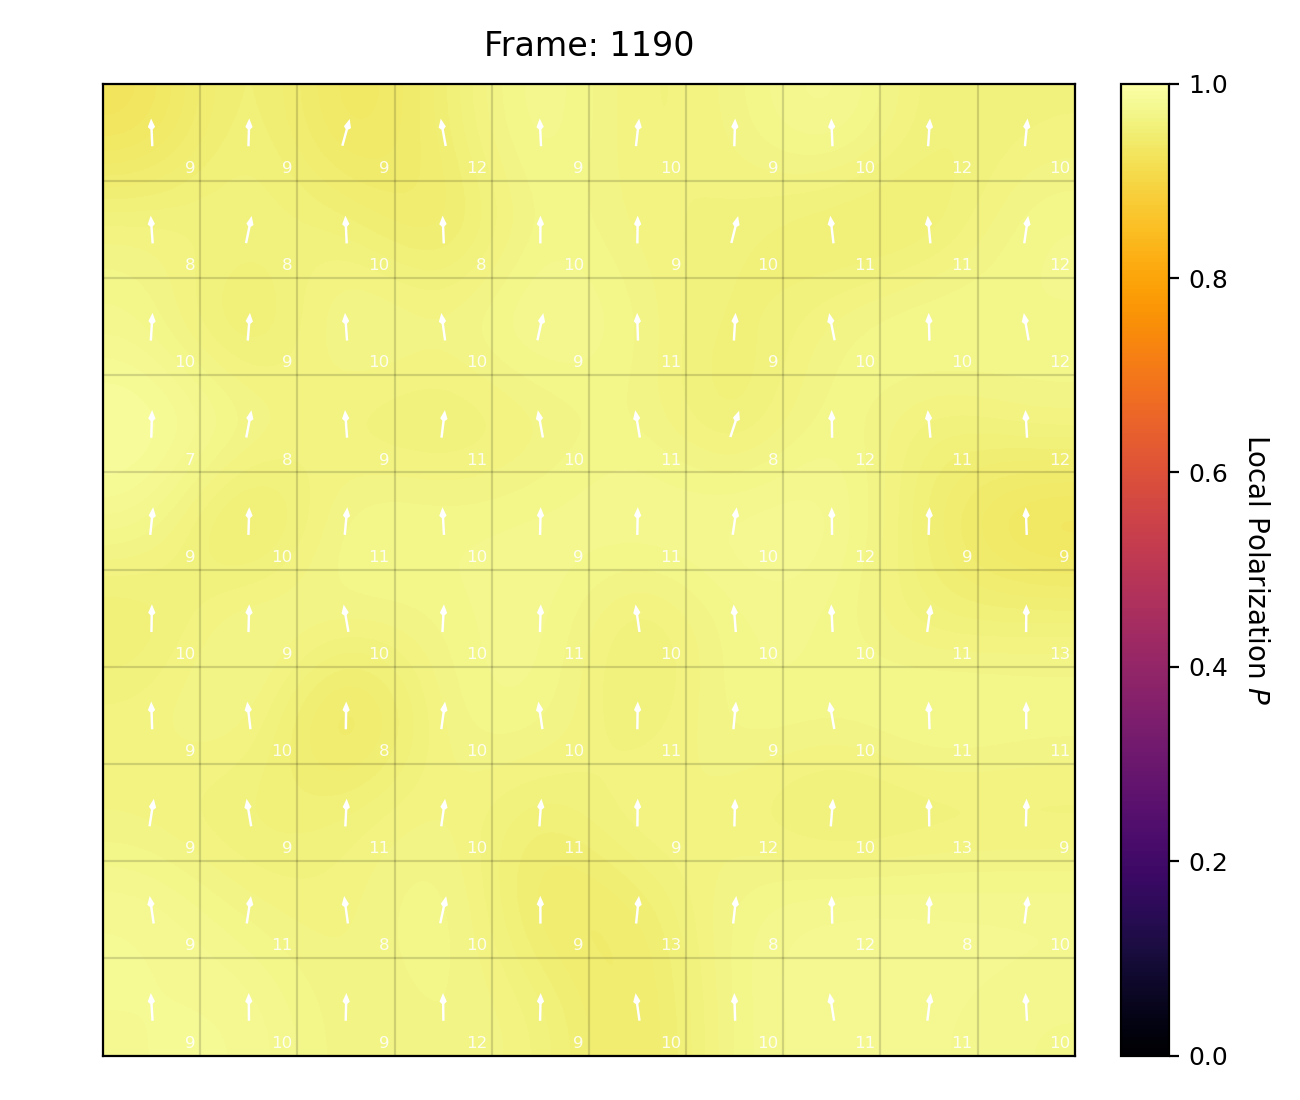 Frame: 1190
9 9 9 12 9 10 9 10 12 10
8 8 10 8 10 9 10 11 11 12
10 9 10 10 9 11 9 10 10 12
7 8 9 11 10 11 8 12 11 12
9 10 11 10 9 11 10 12 9 9
10 9 10 10 11 10 10 10 11 13
9 10 8 10 10 11 9 10 11 11
9 9 11 10 11 9 12 10 13 9
9 11 8 10 9 13 8 12 8 10
9 10 9 12 9 10 10 11 11 10
1.0
0.8
0.6
0.4
0.2
0.0
Local Polarization P